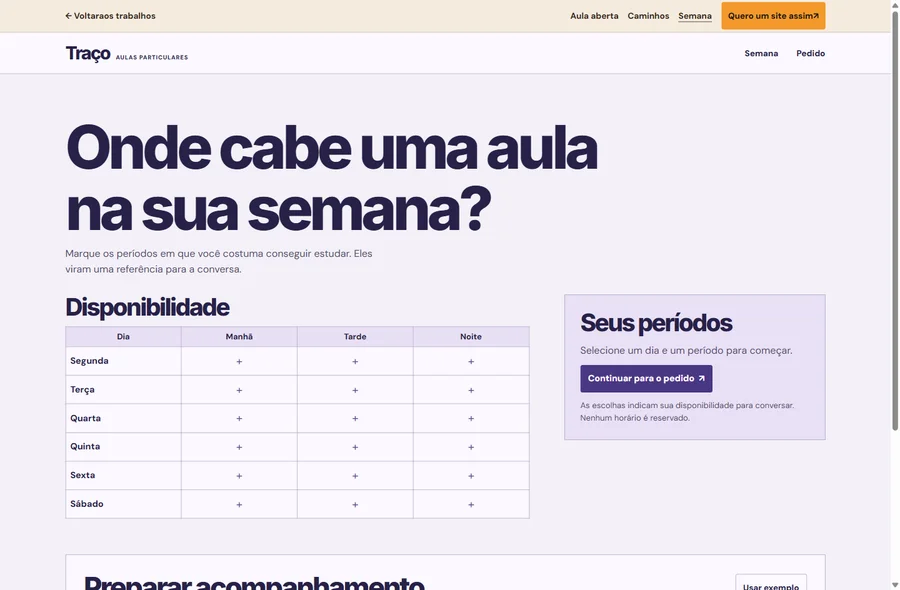 ← Voltaraos trabalhos
Aula aberta Caminhos Semana Quero um site assim↗
Traço AULAS PARTICULARES
Semana Pedido
Onde cabe uma aula
na sua semana?
Marque os períodos em que você costuma conseguir estudar. Eles
viram uma referência para a conversa.
Disponibilidade
Dia Manhã Tarde Noite
Segunda + + +
Terça + + +
Quarta + + +
Quinta + + +
Sexta + + +
Sábado + + +
Seus períodos
Selecione um dia e um período para começar.
Continuar para o pedido ↗
As escolhas indicam sua disponibilidade para conversar.
Nenhum horário é reservado.
Preparar acompanhamento
Usar exemplo